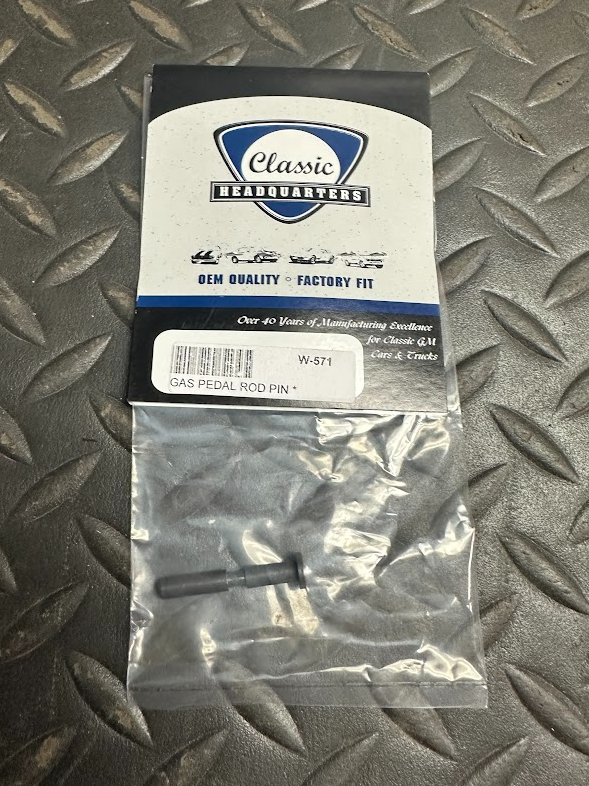 Classic
HEADQUARTERS
OEM QUALITY ○ FACTORY FIT
Over 40 Years of Manufacturing Excellence
for Classic GM
Cars & Trucks
W-571
GAS PEDAL ROD PIN *